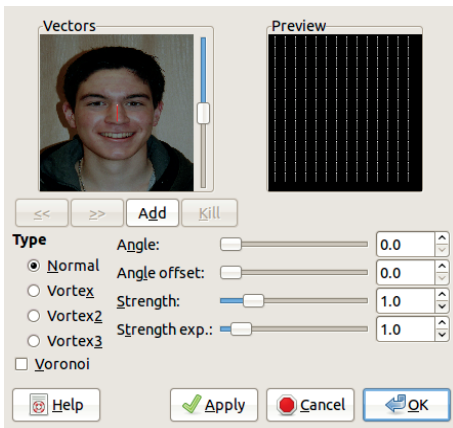 Vectors Preview
<< >> Add Kill
Type
Normal
Vortex
Vortex2
Vortex3
Voronoi
Angle: 0.0
Angle offset: 0.0
Strength: 1.0
Strength exp.: 1.0
Help Apply Cancel OK